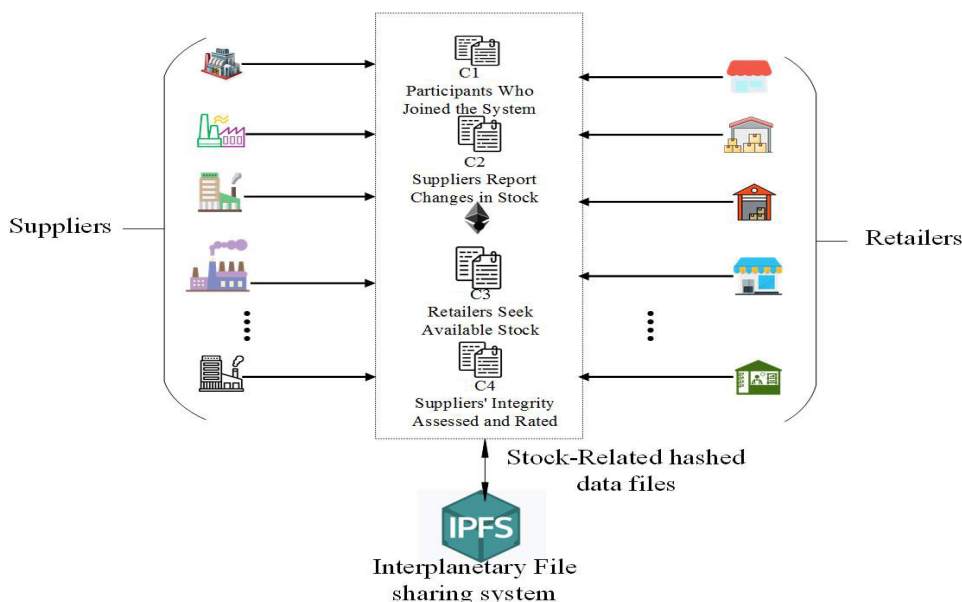 C1
Participants Who
Joined the System
C2
Suppliers Report
Changes in Stock
C3
Retailers Seek
Available Stock
C4
Suppliers' Integrity
Assessed and Rated
Suppliers
Retailers
Stock-Related hashed
data files
IPFS
Interplanetary File
sharing system